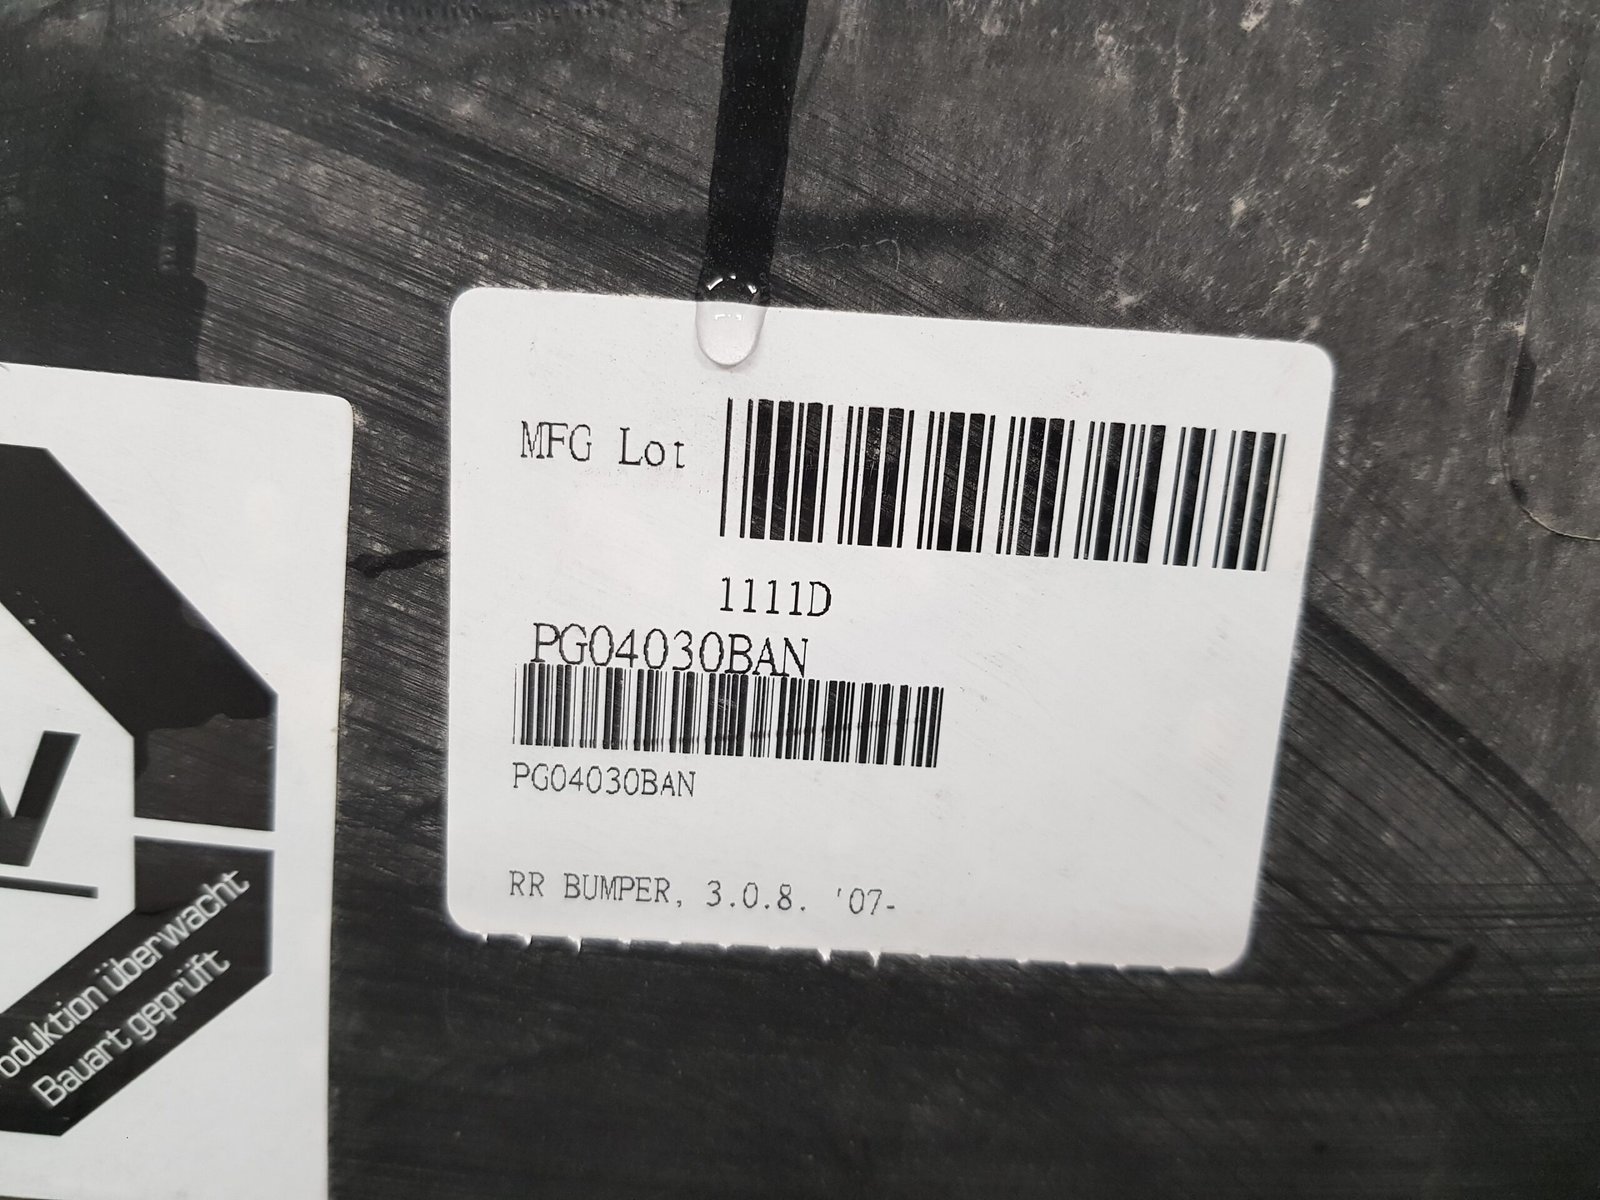 MFG Lot
1111D
PG04030BAN
PG04030BAN
RR BUMPER, 3.0.8. '07-
oduktion überwacht
Bauart geprüft